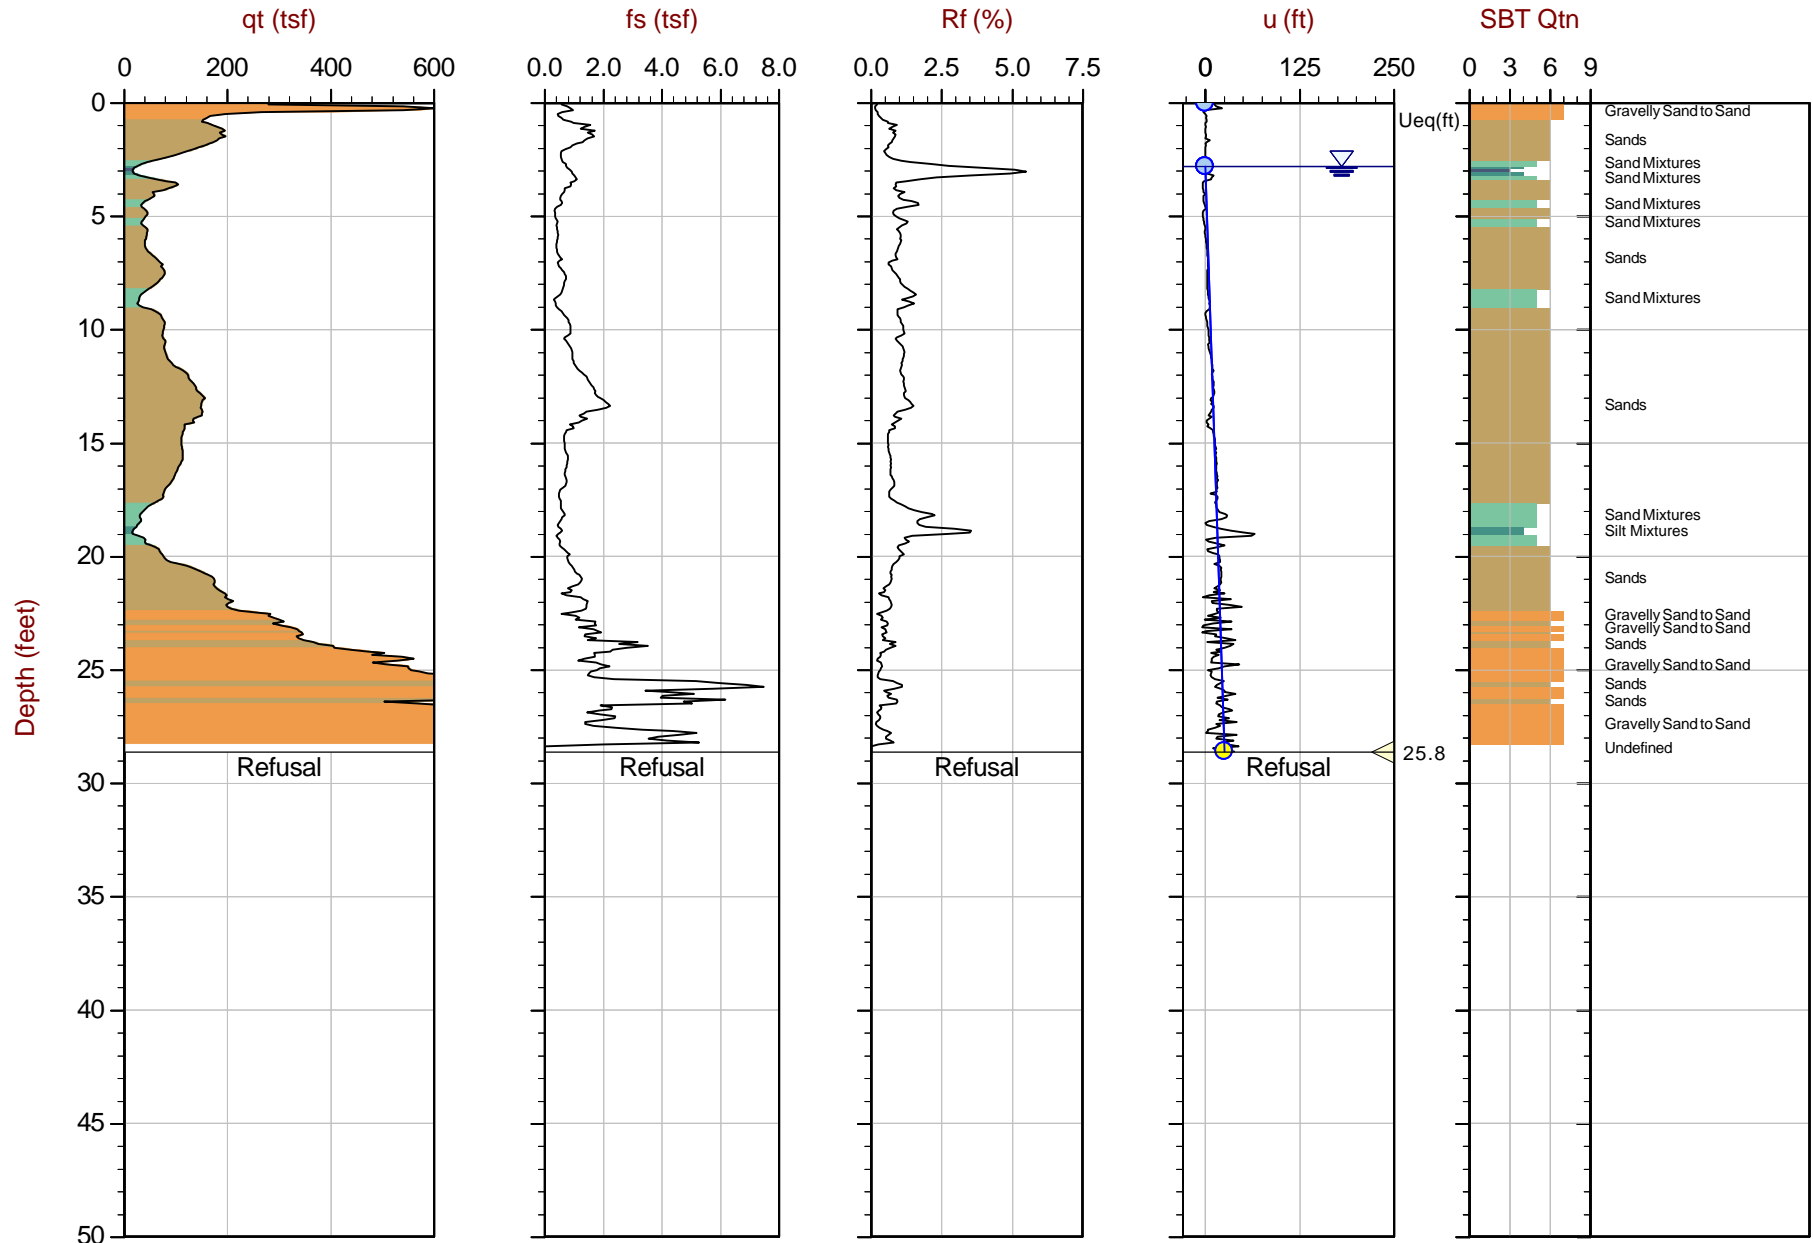 qt (tsf) fs (tsf) Rf (%) u (ft) SBT Qtn
0 200 400 600 0.0 2.0 4.0 6.0 8.0 0.0 2.5 5.0 7.5 0 125 250 0 3 6 9
0
Gravelly Sand to Sand
Ueq(ft)
Sands
Sand Mixtures
Sand Mixtures
Sand Mixtures
5
Sand Mixtures
Sands
Sand Mixtures
10
Sands
15
Sand Mixtures
Silt Mixtures
20
Sands
Gravelly Sand to Sand
Gravelly Sand to Sand
Sands
Gravelly Sand to Sand
25
Sands
Sands
Gravelly Sand to Sand
Undefined
25.8
Refusal Refusal Refusal Refusal
30
35
40
45
50
Depth (feet)